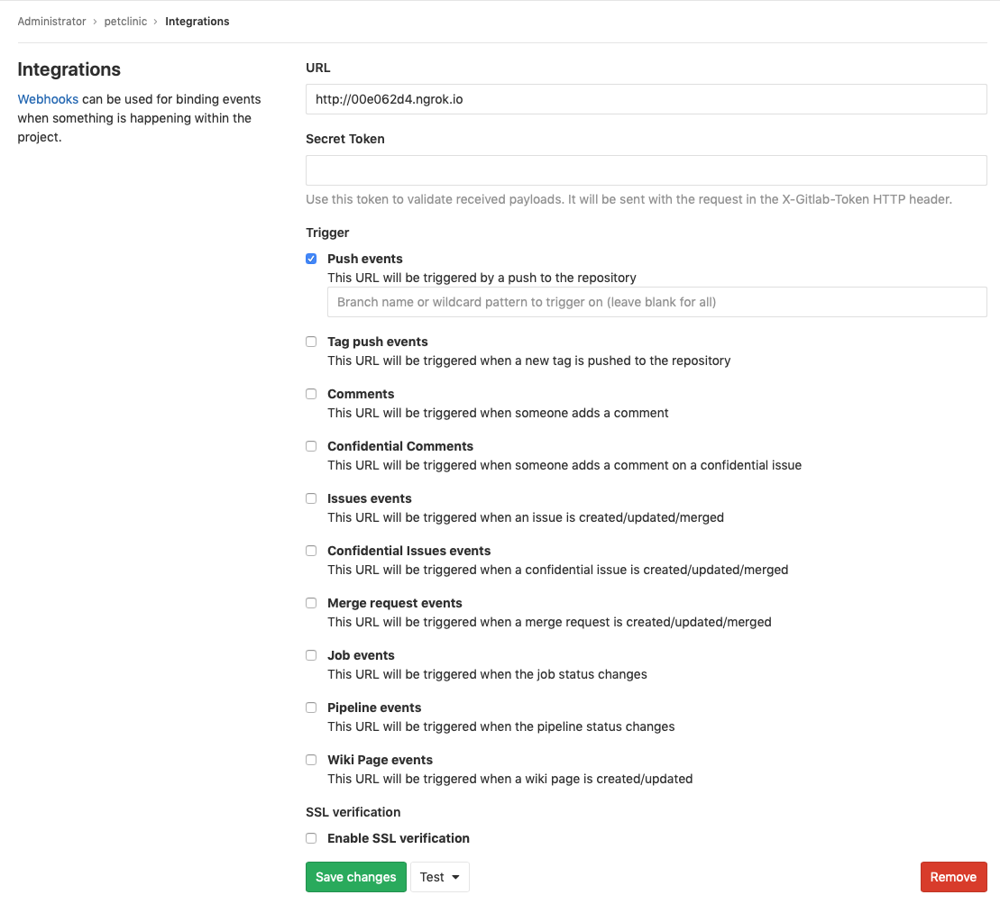 Administrator › petclinic › Integrations
Integrations
Webhooks can be used for binding events
when something is happening within the
project.
URL
http://00e062d4.ngrok.io
Secret Token
Use this token to validate received payloads. It will be sent with the request in the X-Gitlab-Token HTTP header.
Trigger
Push events
This URL will be triggered by a push to the repository
Branch name or wildcard pattern to trigger on (leave blank for all)
Tag push events
This URL will be triggered when a new tag is pushed to the repository
Comments
This URL will be triggered when someone adds a comment
Confidential Comments
This URL will be triggered when someone adds a comment on a confidential issue
Issues events
This URL will be triggered when an issue is created/updated/merged
Confidential Issues events
This URL will be triggered when a confidential issue is created/updated/merged
Merge request events
This URL will be triggered when a merge request is created/updated/merged
Job events
This URL will be triggered when the job status changes
Pipeline events
This URL will be triggered when the pipeline status changes
Wiki Page events
This URL will be triggered when a wiki page is created/updated
SSL verification
Enable SSL verification
Save changes Test Remove